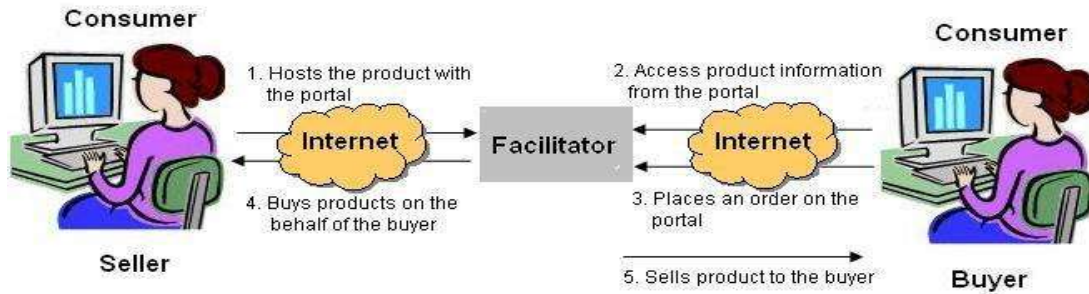 Consumer
Consumer
1. Hosts the product with
the portal
2. Access product information
from the portal
Internet
Facilitator
Internet
4. Buys products on the
behalf of the buyer
3. Places an order on the
portal
Seller
5. Sells product to the buyer
Buyer